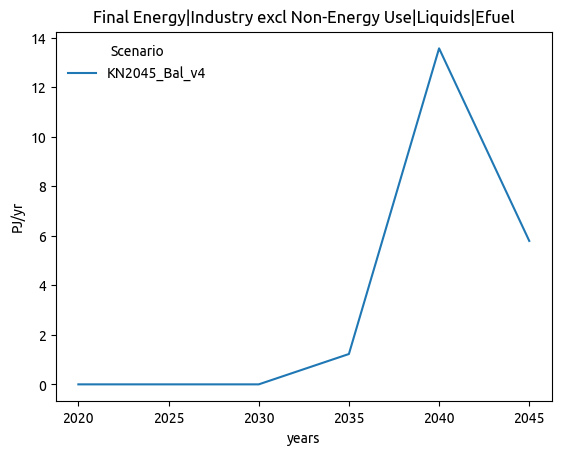 Final Energy|Industry excl Non-Energy Use|Liquids|Efuel
Scenario
KN2045_Bal_v4
PJ/yr
14
12
10
8
6
4
2
0
2020 2025 2030 2035 2040 2045
years